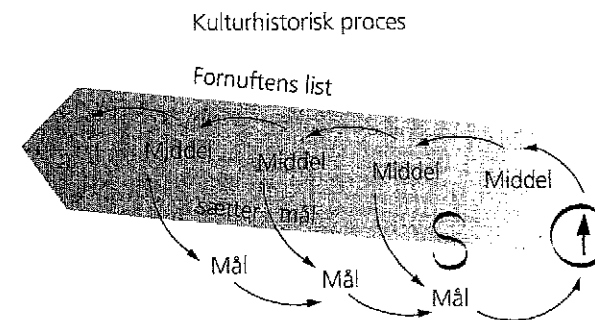 Kulturhistorisk proces
Fornuftens list
Middel
Middel
Middel
Middel
sætter mål
S
Mål
Mål
Mål